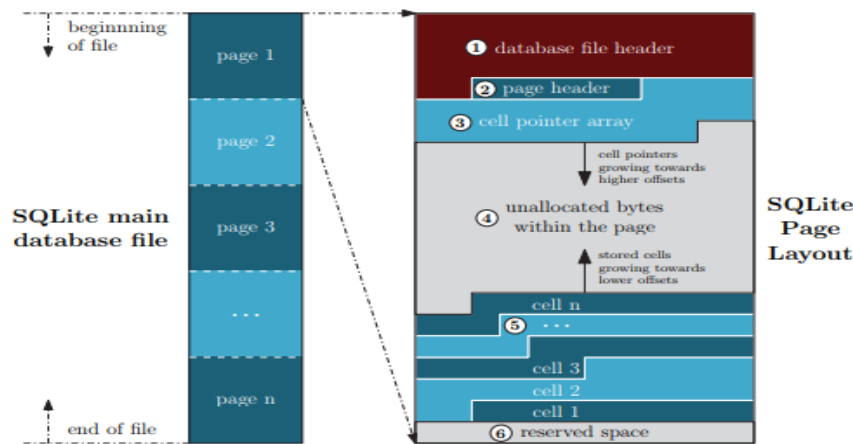 beginnning
of file
page 1
page 2
page 3
...
page n
end of file
SQLite main
database file
1 database file header
2 page header
3 cell pointer array
cell pointers
growing towards
higher offsets
4 unallocated bytes
within the page
stored cells
growing towards
lower offsets
cell n
5 ...
cell 3
cell 2
cell 1
6 reserved space
SQLite
Page
Layout